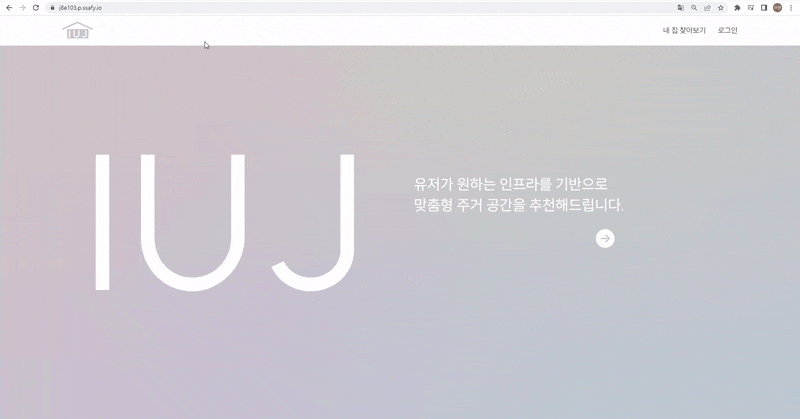 j8e103.p.ssafy.io
IUJ
내 집 찾아보기
로그인
IUJ
유저가 원하는 인프라를 기반으로
맞춤형 주거 공간을 추천해드립니다.